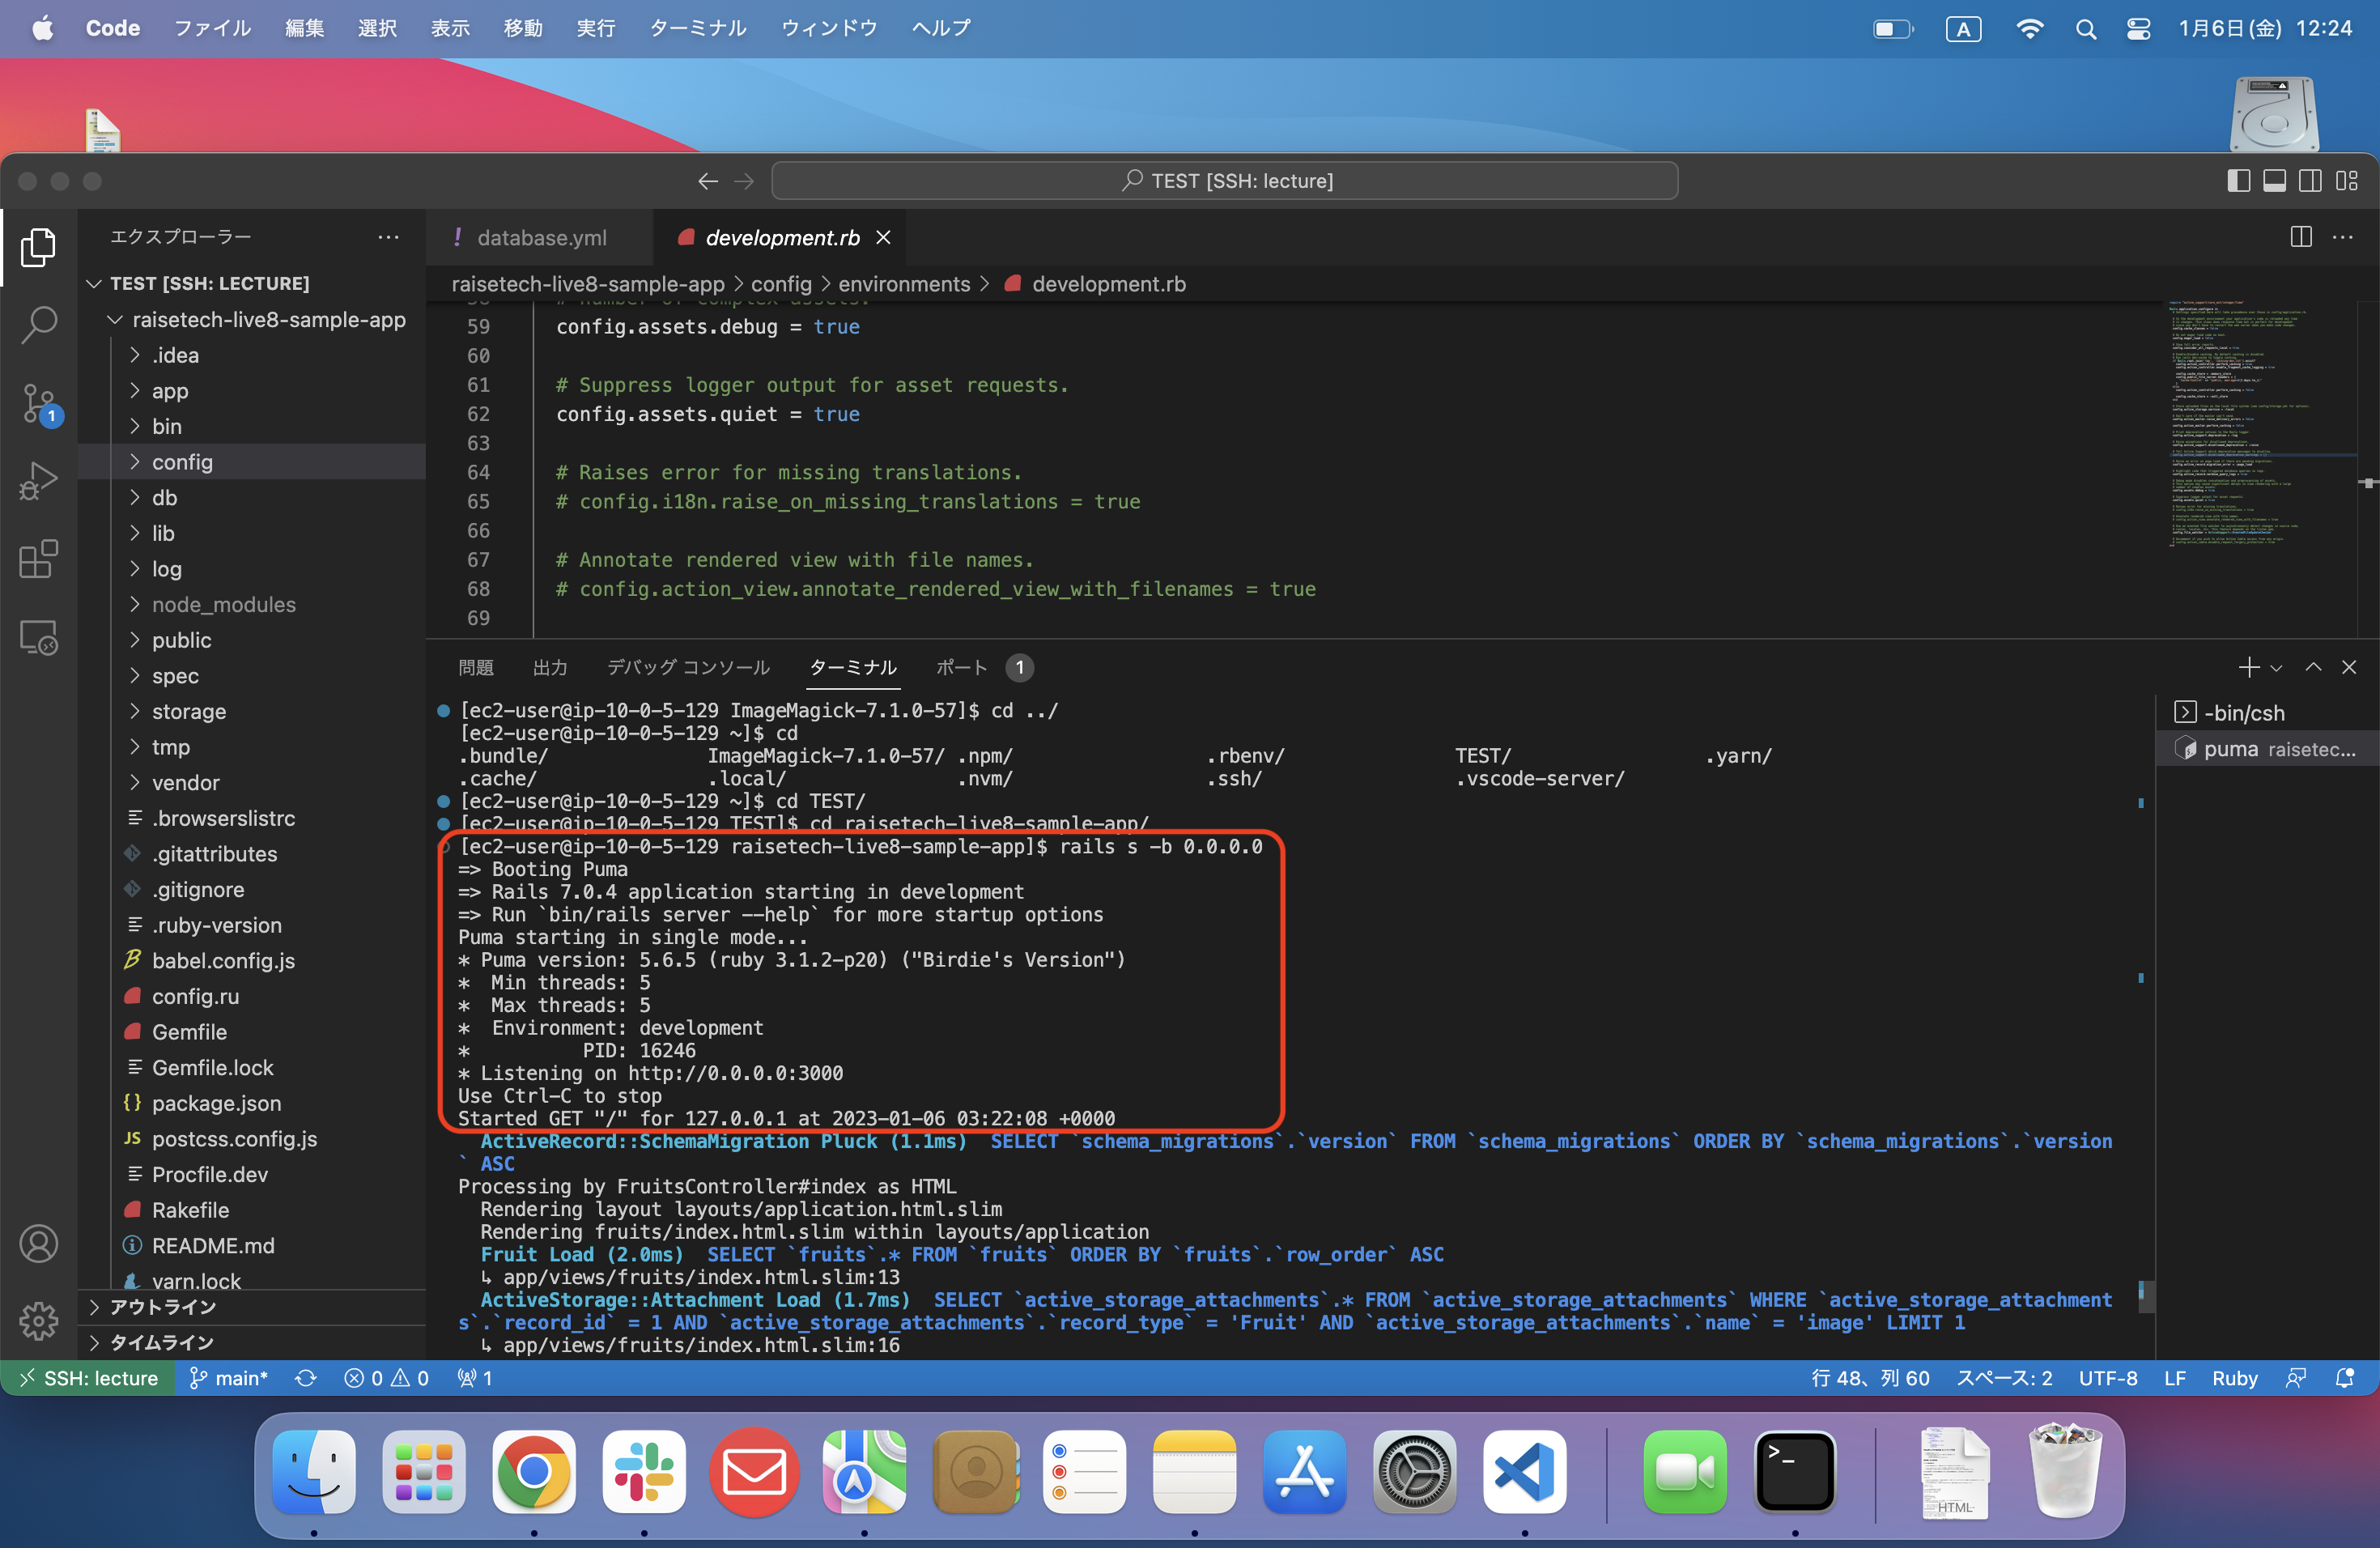 Code ファイル 編集 選択 表示 移動 実行 ターミナル ウィンドウ ヘルプ A 1月6日(金) 12:24
TEST [SSH: lecture]
エクスプローラー
TEST [SSH: LECTURE]
raisetech-live8-sample-app
.idea
app
bin
config
db
lib
log
node_modules
public
spec
storage
tmp
vendor
.browserslistrc
.gitattributes
.gitignore
.ruby-version
babel.config.js
config.ru
Gemfile
Gemfile.lock
package.json
JS postcss.config.js
Procfile.dev
Rakefile
README.md
yarn.lock
アウトライン
タイムライン
1
! database.yml
development.rb
raisetech-live8-sample-app > config > environments > development.rb
58 # number of complex assets.
59 config.assets.debug = true
60
61 # Suppress logger output for asset requests.
62 config.assets.quiet = true
63
64 # Raises error for missing translations.
65 # config.i18n.raise_on_missing_translations = true
66
67 # Annotate rendered view with file names.
68 # config.action_view.annotate_rendered_view_with_filenames = true
69
問題 出力 デバッグ コンソール ターミナル ポート 1
[ec2-user@ip-10-0-5-129 ImageMagick-7.1.0-57]$ cd ../
[ec2-user@ip-10-0-5-129 ~]$ cd
.bundle/ ImageMagick-7.1.0-57/ .npm/ .rbenv/ TEST/ .yarn/
.cache/ .local/ .nvm/ .ssh/ .vscode-server/
[ec2-user@ip-10-0-5-129 ~]$ cd TEST/
[ec2-user@ip-10-0-5-129 TEST]$ cd raisetech-live8-sample-app/
[ec2-user@ip-10-0-5-129 raisetech-live8-sample-app]$ rails s -b 0.0.0.0
=> Booting Puma
=> Rails 7.0.4 application starting in development
=> Run `bin/rails server --help` for more startup options
Puma starting in single mode...
* Puma version: 5.6.5 (ruby 3.1.2-p20) ("Birdie's Version")
* Min threads: 5
* Max threads: 5
* Environment: development
* PID: 16246
* Listening on http://0.0.0.0:3000
Use Ctrl-C to stop
Started GET "/" for 127.0.0.1 at 2023-01-06 03:22:08 +0000
ActiveRecord::SchemaMigration Pluck (1.1ms) SELECT `schema_migrations`.`version` FROM `schema_migrations` ORDER BY `schema_migrations`.`version
` ASC
Processing by FruitsController#index as HTML
Rendering layout layouts/application.html.slim
Rendering fruits/index.html.slim within layouts/application
Fruit Load (2.0ms) SELECT `fruits`.* FROM `fruits` ORDER BY `fruits`.`row_order` ASC
↳ app/views/fruits/index.html.slim:13
ActiveStorage::Attachment Load (1.7ms) SELECT `active_storage_attachments`.* FROM `active_storage_attachments` WHERE `active_storage_attachment
s`.`record_id` = 1 AND `active_storage_attachments`.`record_type` = 'Fruit' AND `active_storage_attachments`.`name` = 'image' LIMIT 1
↳ app/views/fruits/index.html.slim:16
-bin/csh
puma raisetec...
SSH: lecture main* 0 0 1 行 48、列 60 スペース: 2 UTF-8 LF Ruby
HTML